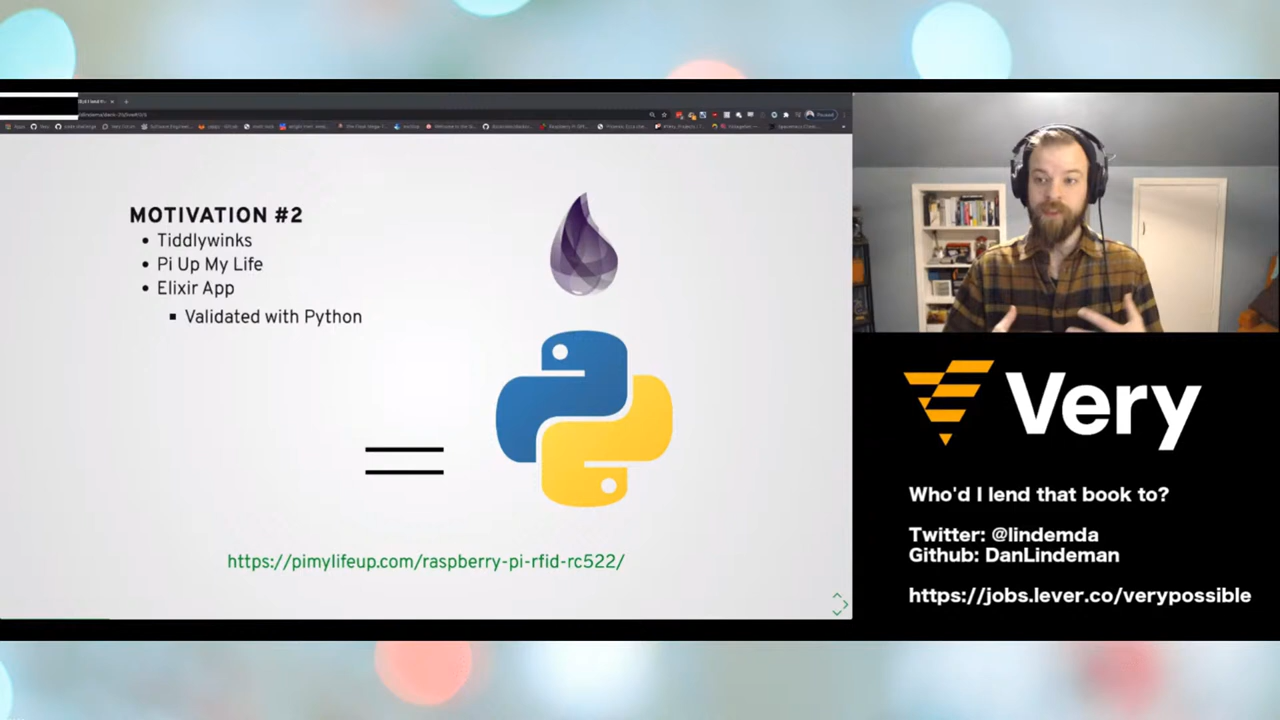 MOTIVATION #2
Tiddlywinks
Pi Up My Life
Elixir App
Validated with Python
https://pimylifeup.com/raspberry-pi-rfid-rc522/
Very
Who'd I lend that book to?
Twitter: @lindemda
Github: DanLindeman
https://jobs.lever.co/verypossible